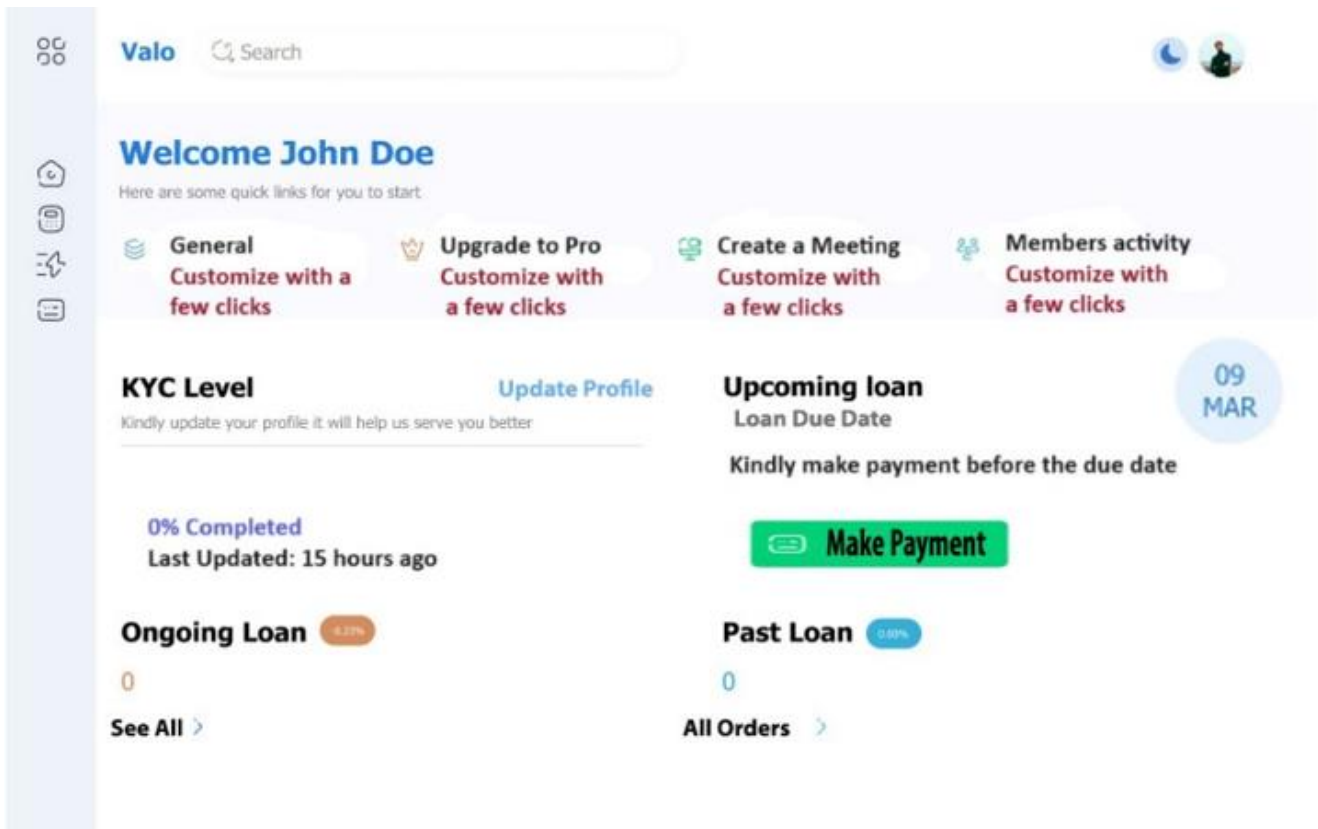 Valo
Search
Welcome John Doe
Here are some quick links for you to start
General
Customize with a
few clicks
Upgrade to Pro
Customize with
a few clicks
Create a Meeting
Customize with
a few clicks
Members activity
Customize with
a few clicks
KYC Level
Update Profile
Kindly update your profile it will help us serve you better
0% Completed
Last Updated: 15 hours ago
Upcoming loan
Loan Due Date
09
MAR
Kindly make payment before the due date
Make Payment
Ongoing Loan
0
See All
Past Loan 0.00%
0
All Orders